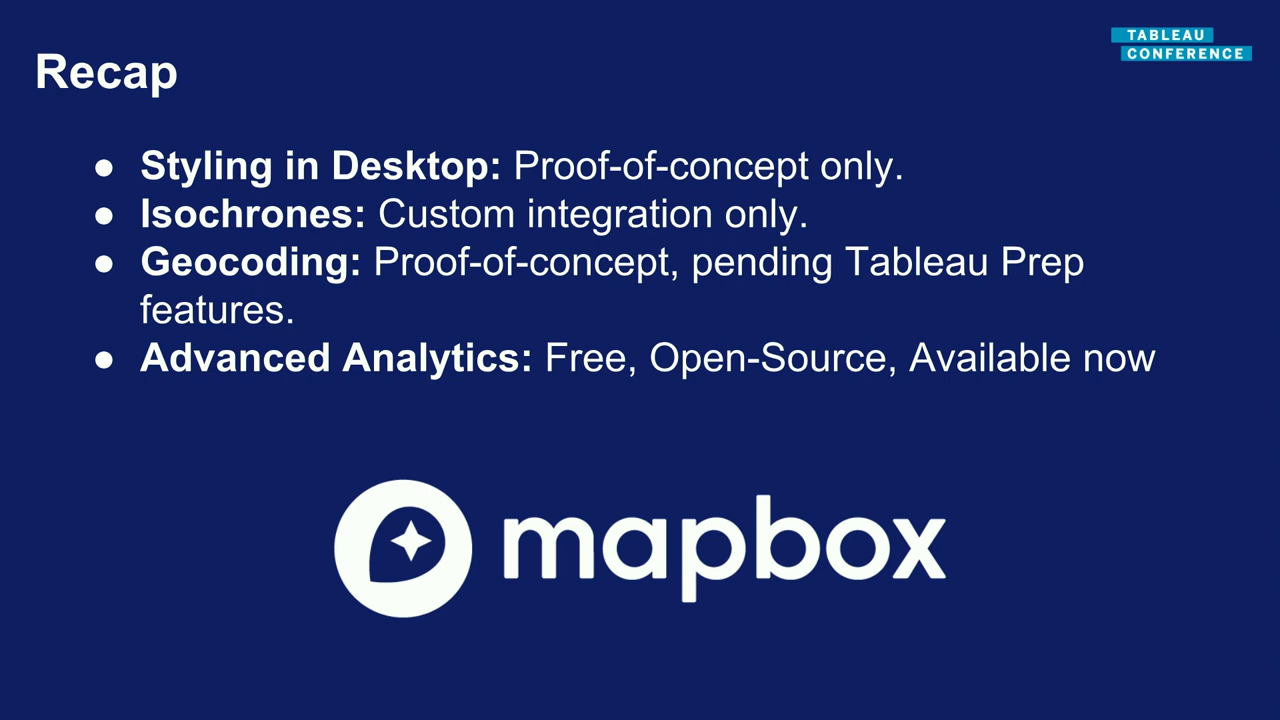 TABLEAU
CONFERENCE
Recap
● Styling in Desktop: Proof-of-concept only.
● Isochrones: Custom integration only.
● Geocoding: Proof-of-concept, pending Tableau Prep
features.
● Advanced Analytics: Free, Open-Source, Available now
mapbox